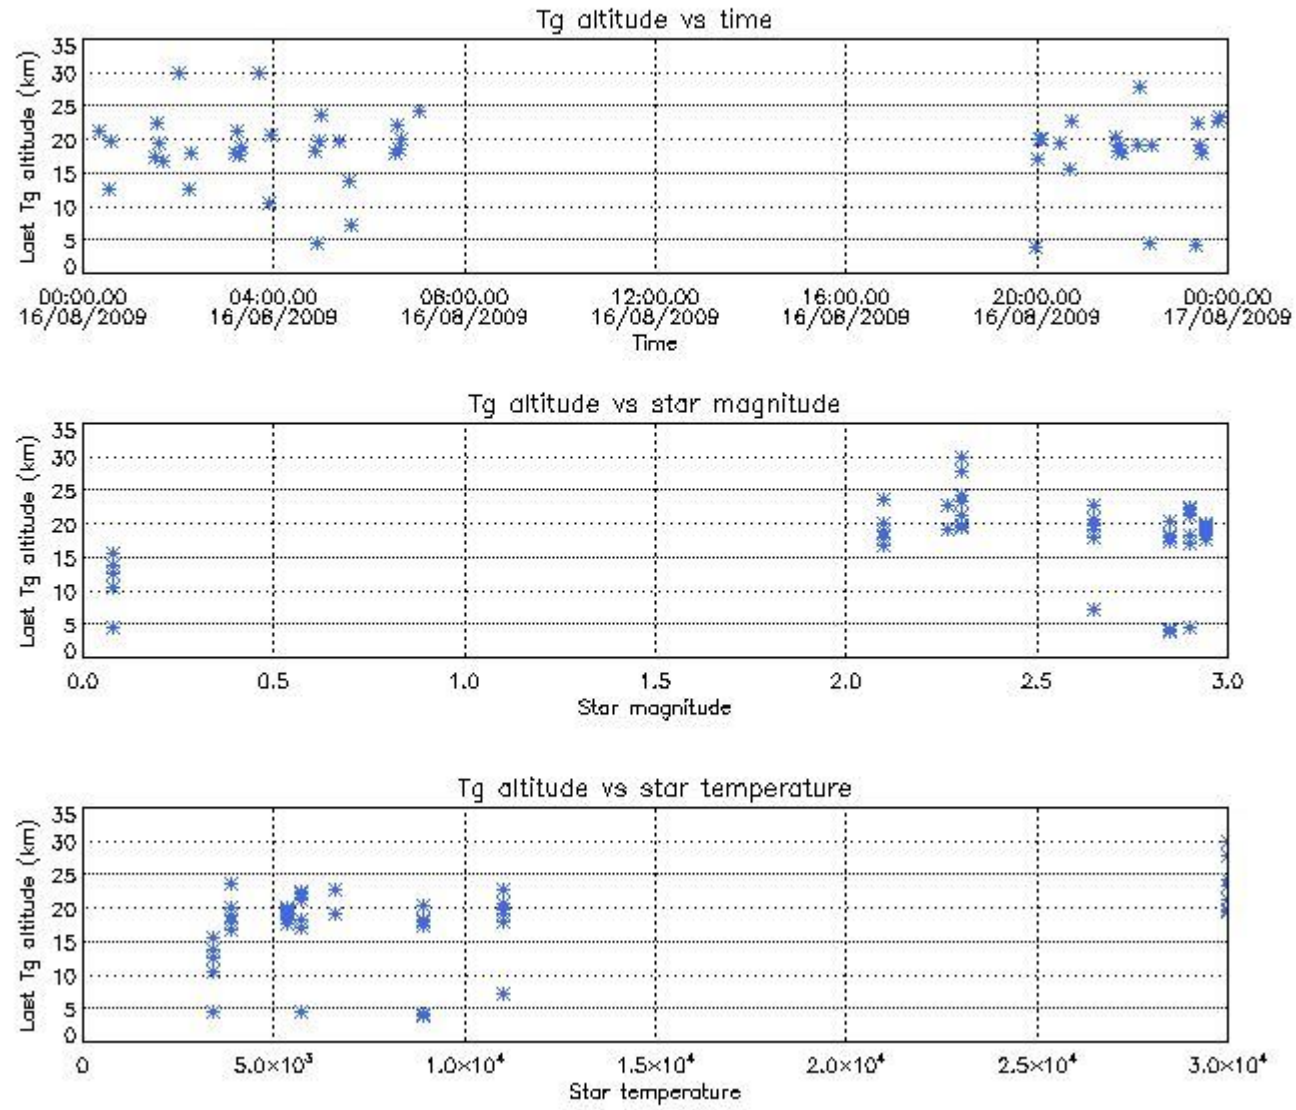 Tg altitude vs time
Last Tg altitude (km)
35
30
25
20
15
10
5
0
00:00.00 04:00.00 08:00.00 12:00.00 16:00.00 20:00.00 00:00.00
16/08/2009 16/08/2009 16/08/2009 16/08/2009 16/08/2009 16/08/2009 17/08/2009
Time
Tg altitude vs star magnitude
Last Tg altitude (km)
35
30
25
20
15
10
5
0
0.0 0.5 1.0 1.5 2.0 2.5 3.0
Star magnitude
Tg altitude vs star temperature
Last Tg altitude (km)
35
30
25
20
15
10
5
0
0 5.0×10³ 1.0×10⁴ 1.5×10⁴ 2.0×10⁴ 2.5×10⁴ 3.0×10⁴
Star temperature